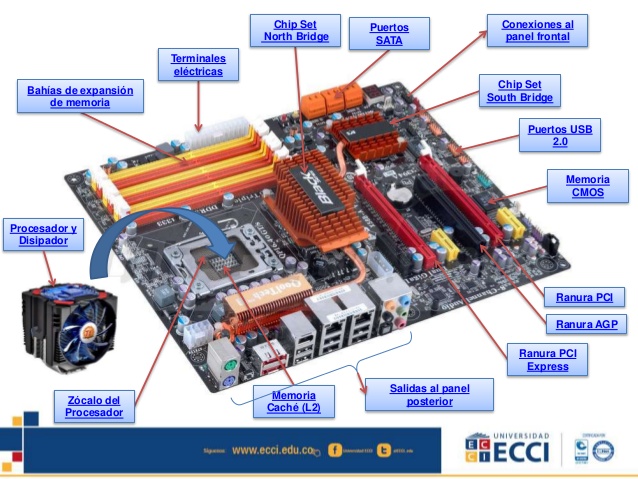 Chip Set
North Bridge
Puertos
SATA
Conexiones al
panel frontal
Terminales
eléctricas
Bahías de expansión
de memoria
Chip Set
South Bridge
Puertos USB
2.0
Memoria
CMOS
Black
Procesador y
Disipador
Ranura PCI
Ranura AGP
Ranura PCI
Express
Salidas al panel
posterior
Memoria
Caché (L2)
Zócalo del
Procesador
Síguenos:
www.ecci.edu.co
UNIVERSIDAD
ECCI